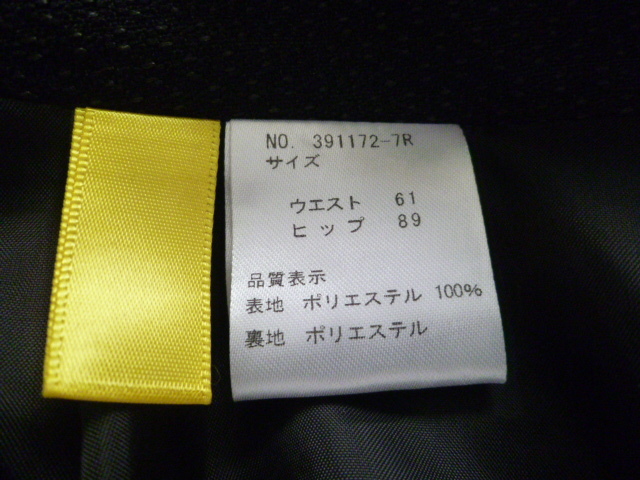 NO. 391172-7R
サイズ
ウエスト 61
ヒップ 89
品質表示
表地 ポリエステル 100%
裏地 ポリエステル